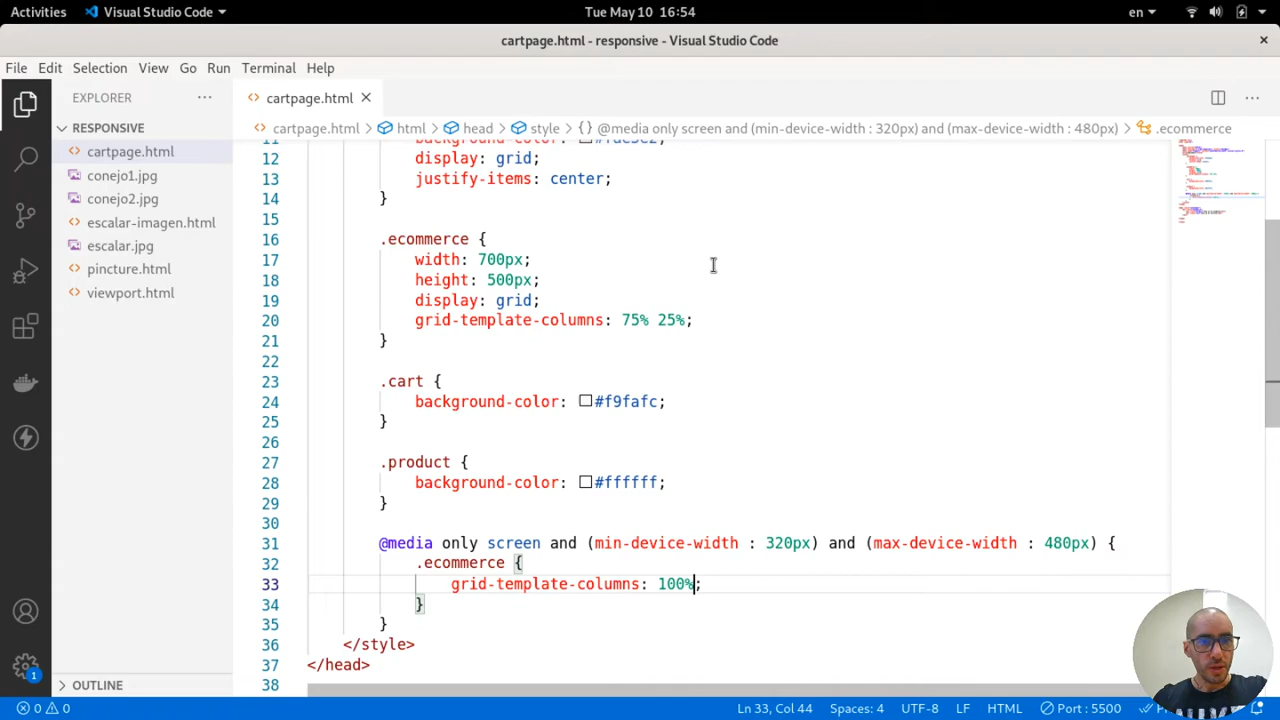 Activities Visual Studio Code Tue May 10 16:54 en
cartpage.html - responsive - Visual Studio Code
File Edit Selection View Go Run Terminal Help
EXPLORER
cartpage.html
cartpage.html html head style @media only screen and (min-device-width : 320px) and (max-device-width : 480px) .ecommerce
RESPONSIVE
cartpage.html
conejo1.jpg
conejo2.jpg
escalar-imagen.html
escalar.jpg
pincture.html
viewport.html
OUTLINE
12 display: grid;
13 justify-items: center;
14 }
15
16 .ecommerce {
17 width: 700px;
18 height: 500px;
19 display: grid;
20 grid-template-columns: 75% 25%;
21 }
22
23 .cart {
24 background-color: #f9fafc;
25 }
26
27 .product {
28 background-color: #ffffff;
29 }
30
31 @media only screen and (min-device-width : 320px) and (max-device-width : 480px) {
32 .ecommerce {
33 grid-template-columns: 100%;
34 }
35 }
36 </style>
37 </head>
38
1
0 0 Ln 33, Col 44 Spaces: 4 UTF-8 LF HTML Port : 5500